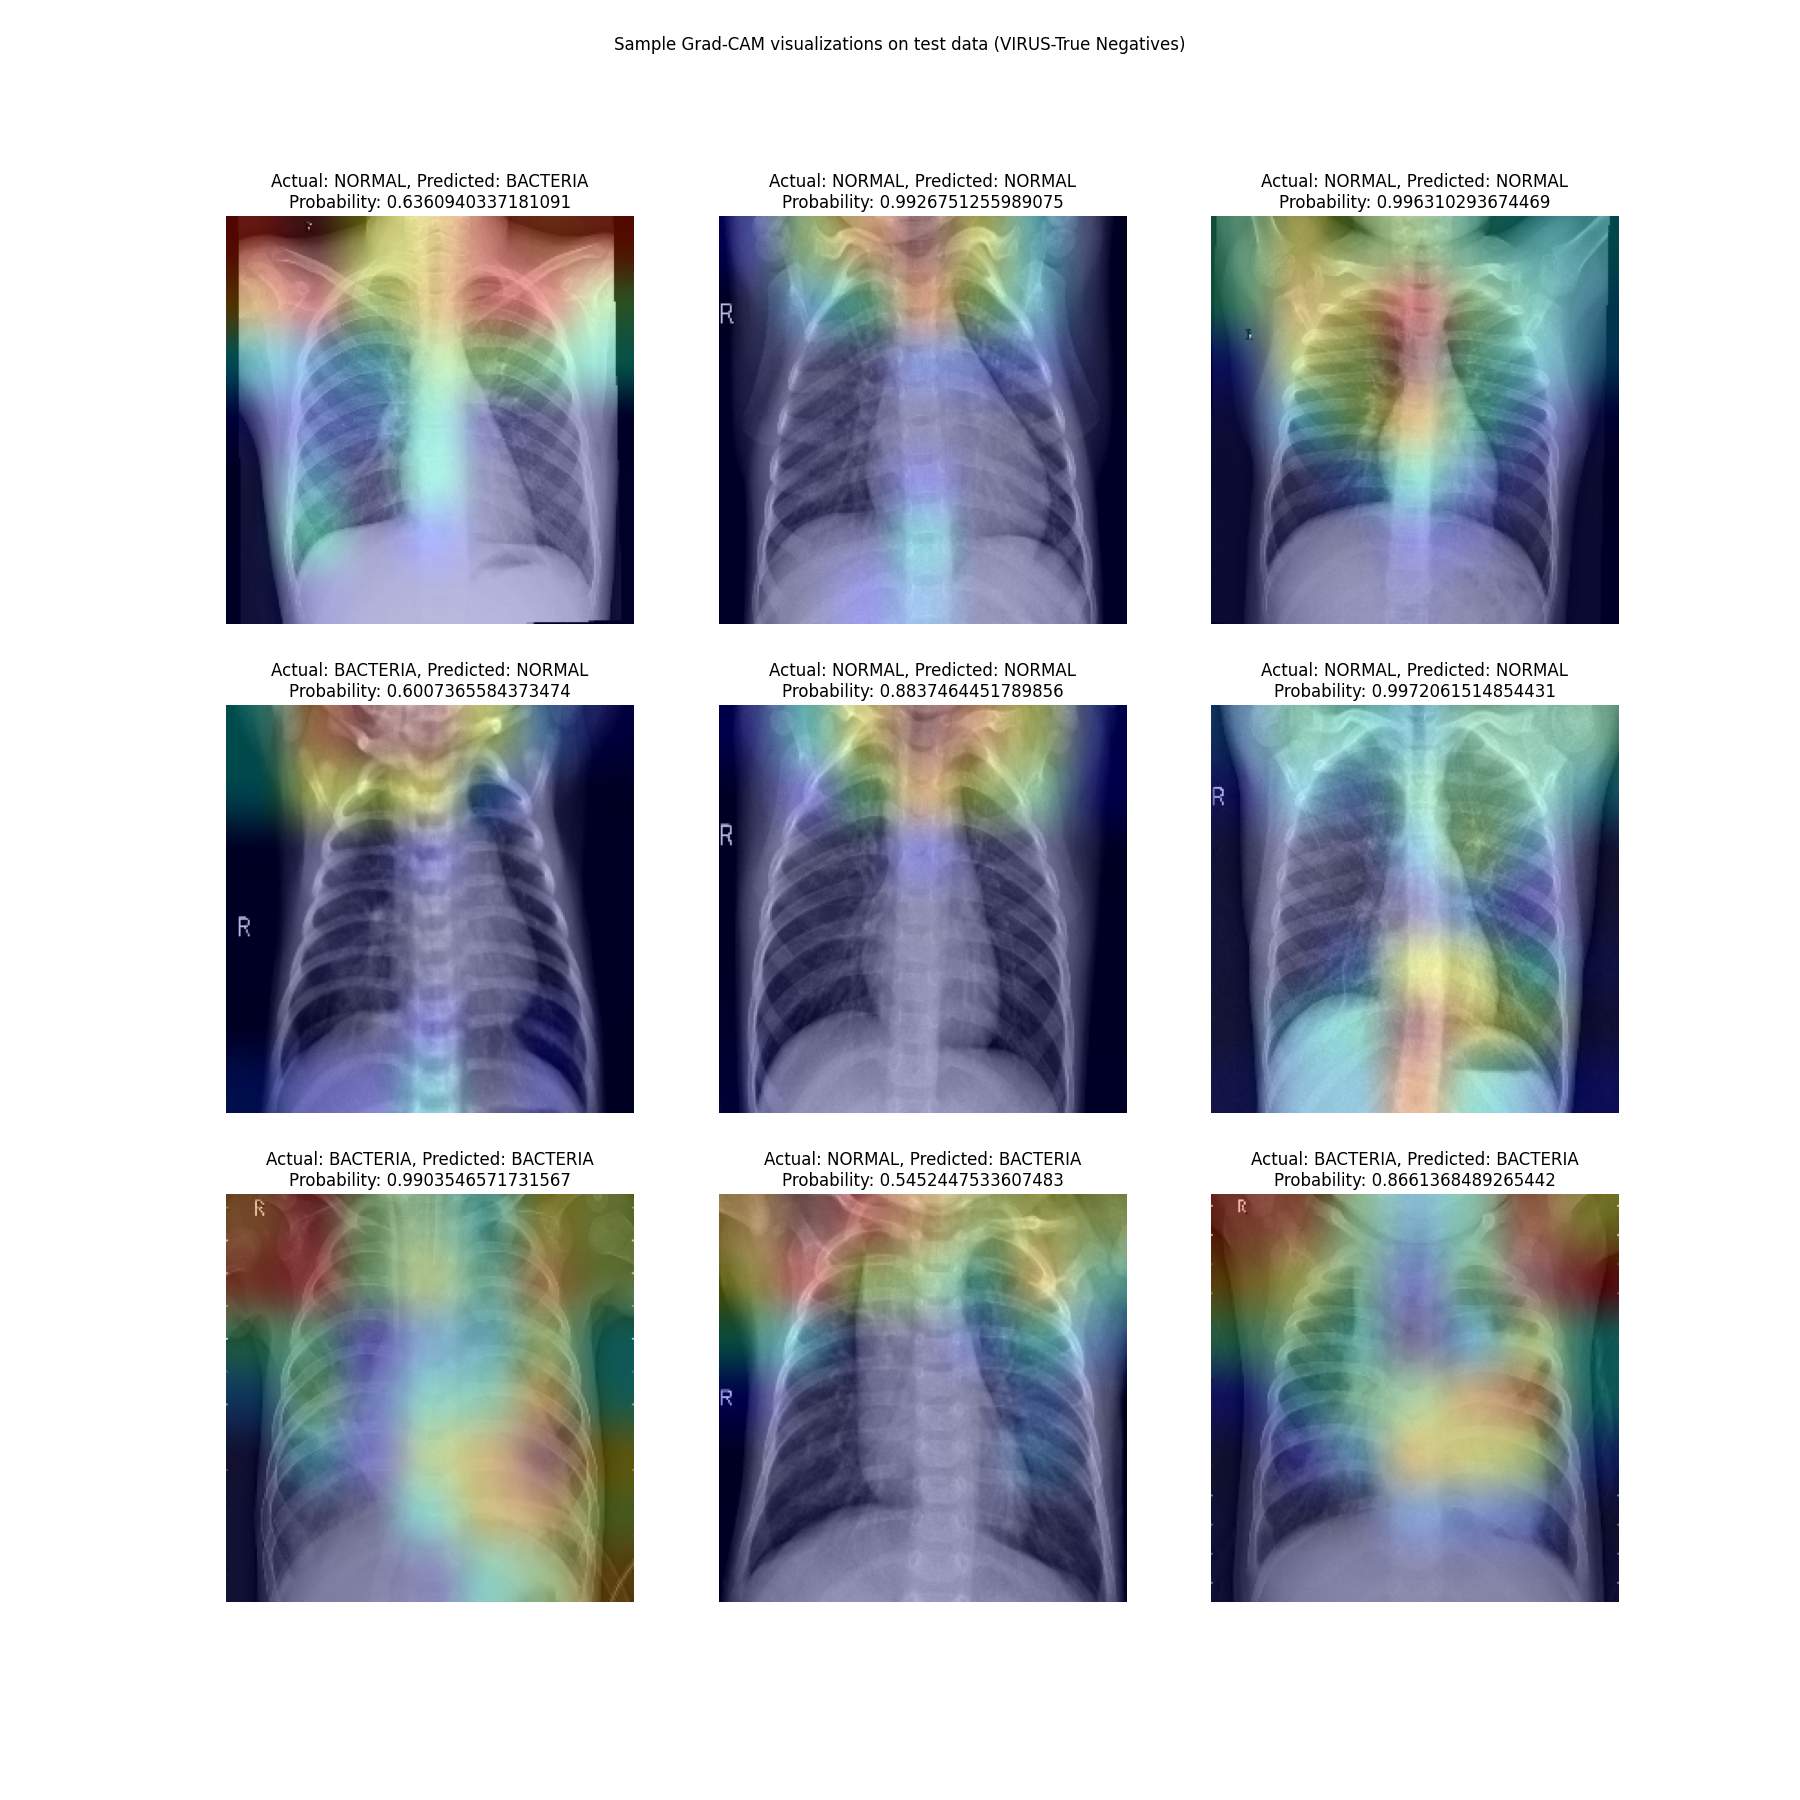 Sample Grad-CAM visualizations on test data (VIRUS-True Negatives)
Actual: NORMAL, Predicted: BACTERIA
Probability: 0.6360940337181091
Actual: NORMAL, Predicted: NORMAL
Probability: 0.9926751255989075
Actual: NORMAL, Predicted: NORMAL
Probability: 0.996310293674469
R
Actual: BACTERIA, Predicted: NORMAL
Probability: 0.6007365584373474
Actual: NORMAL, Predicted: NORMAL
Probability: 0.8837464451789856
Actual: NORMAL, Predicted: NORMAL
Probability: 0.9972061514854431
R
R
R
Actual: BACTERIA, Predicted: BACTERIA
Probability: 0.9903546571731567
Actual: NORMAL, Predicted: BACTERIA
Probability: 0.5452447533607483
Actual: BACTERIA, Predicted: BACTERIA
Probability: 0.8661368489265442
R
R
R